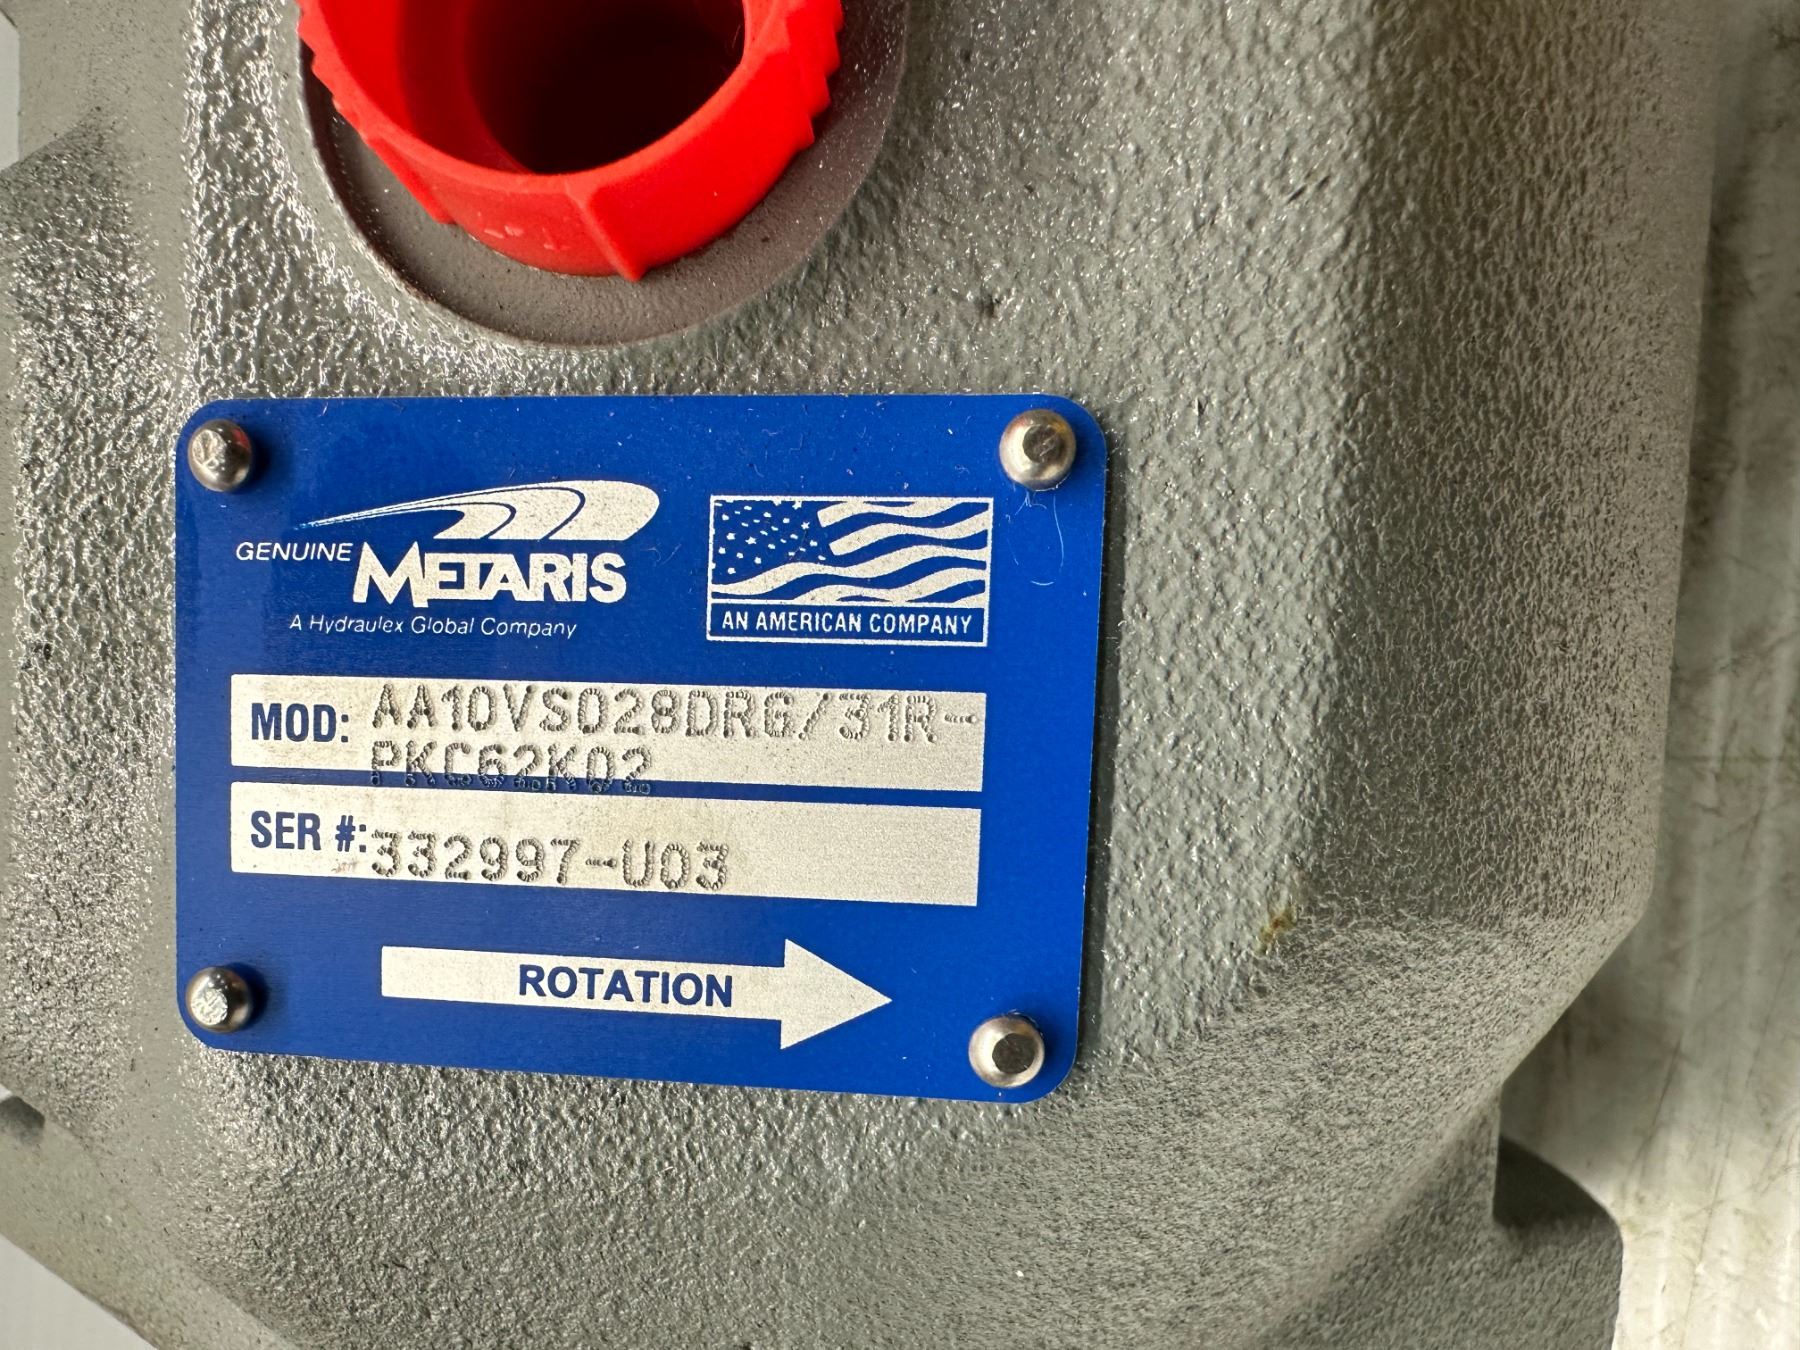 GENUINE METARIS
A Hydraulex Global Company
AN AMERICAN COMPANY
MOD: AA10VSO28DRG/31R-
PKC62K02
SER #: 332997-U03
ROTATION